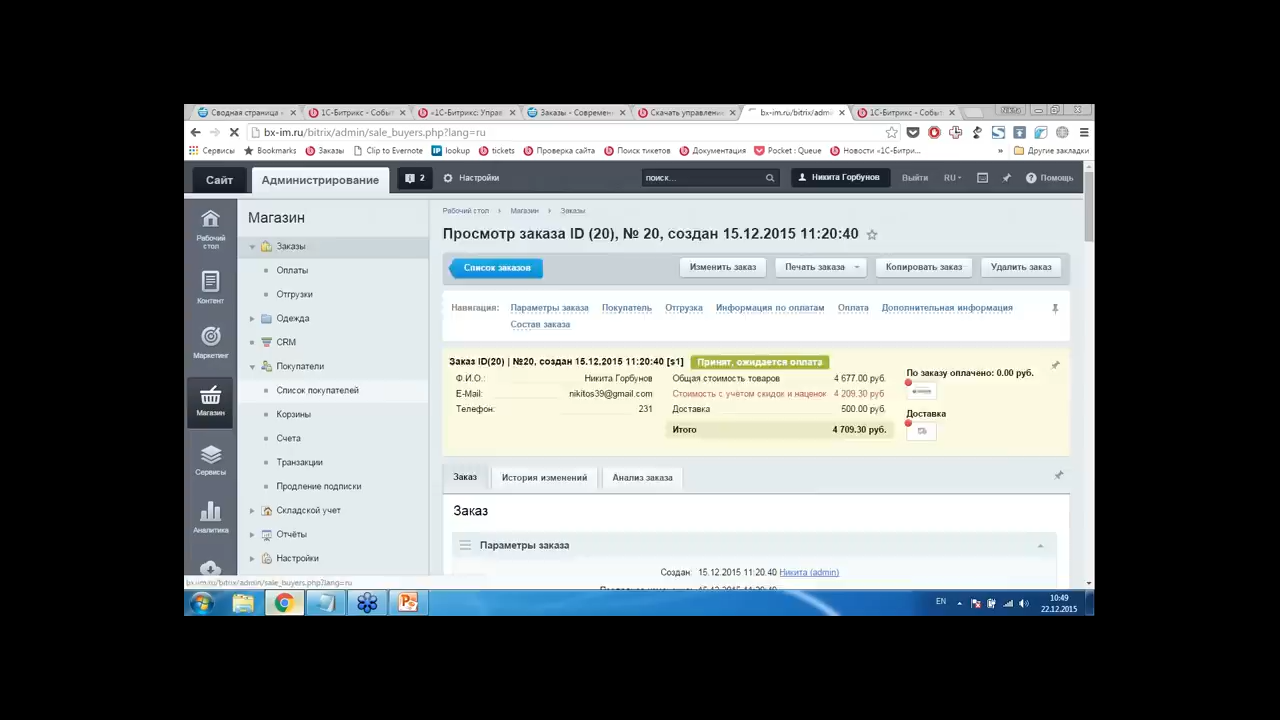 Сводная страница - × 1С-Битрикс - Событ × «1С-Битрикс: Управ × Заказы - Современн × Скачать управлени × bx-im.ru/bitrix/admi × 1С-Битрикс - Событ ×
bx-im.ru/bitrix/admin/sale_buyers.php?lang=ru
Сервисы Bookmarks Заказы Clip to Evernote lookup tickets Проверка сайта Поиск тикетов Документация Pocket : Queue Новости «1С-Битри... » Другие закладки
Сайт Администрирование 2 Настройки поиск... Никита Горбунов Выйти RU Помощь
Рабочий стол
Контент
Маркетинг
Магазин
Сервисы
Аналитика
Магазин
Заказы
Оплаты
Отгрузки
Одежда
CRM
Покупатели
Список покупателей
Корзины
Счета
Транзакции
Продление подписки
Складской учет
Отчёты
Настройки
Рабочий стол Магазин Заказы
Просмотр заказа ID (20), № 20, создан 15.12.2015 11:20:40
Список заказов Изменить заказ Печать заказа Копировать заказ Удалить заказ
Навигация: Параметры заказа Покупатель Отгрузка Информация по оплатам Оплата Дополнительная информация
Состав заказа
Заказ ID(20) | №20, создан 15.12.2015 11:20:40 [s1] Принят, ожидается оплата
Ф.И.О.: Никита Горбунов
E-Mail: nikitos39@gmail.com
Телефон: 231
Общая стоимость товаров 4 677.00 руб.
Стоимость с учётом скидок и наценок 4 209.30 руб.
Доставка 500.00 руб.
Итого 4 709.30 руб.
По заказу оплачено: 0.00 руб.
Доставка
Заказ История изменений Анализ заказа
Заказ
Параметры заказа
Создан: 15.12.2015 11:20:40 Никита (admin)
bx-im.ru/bitrix/admin/sale_buyers.php?lang=ru
EN 10:49
22.12.2015